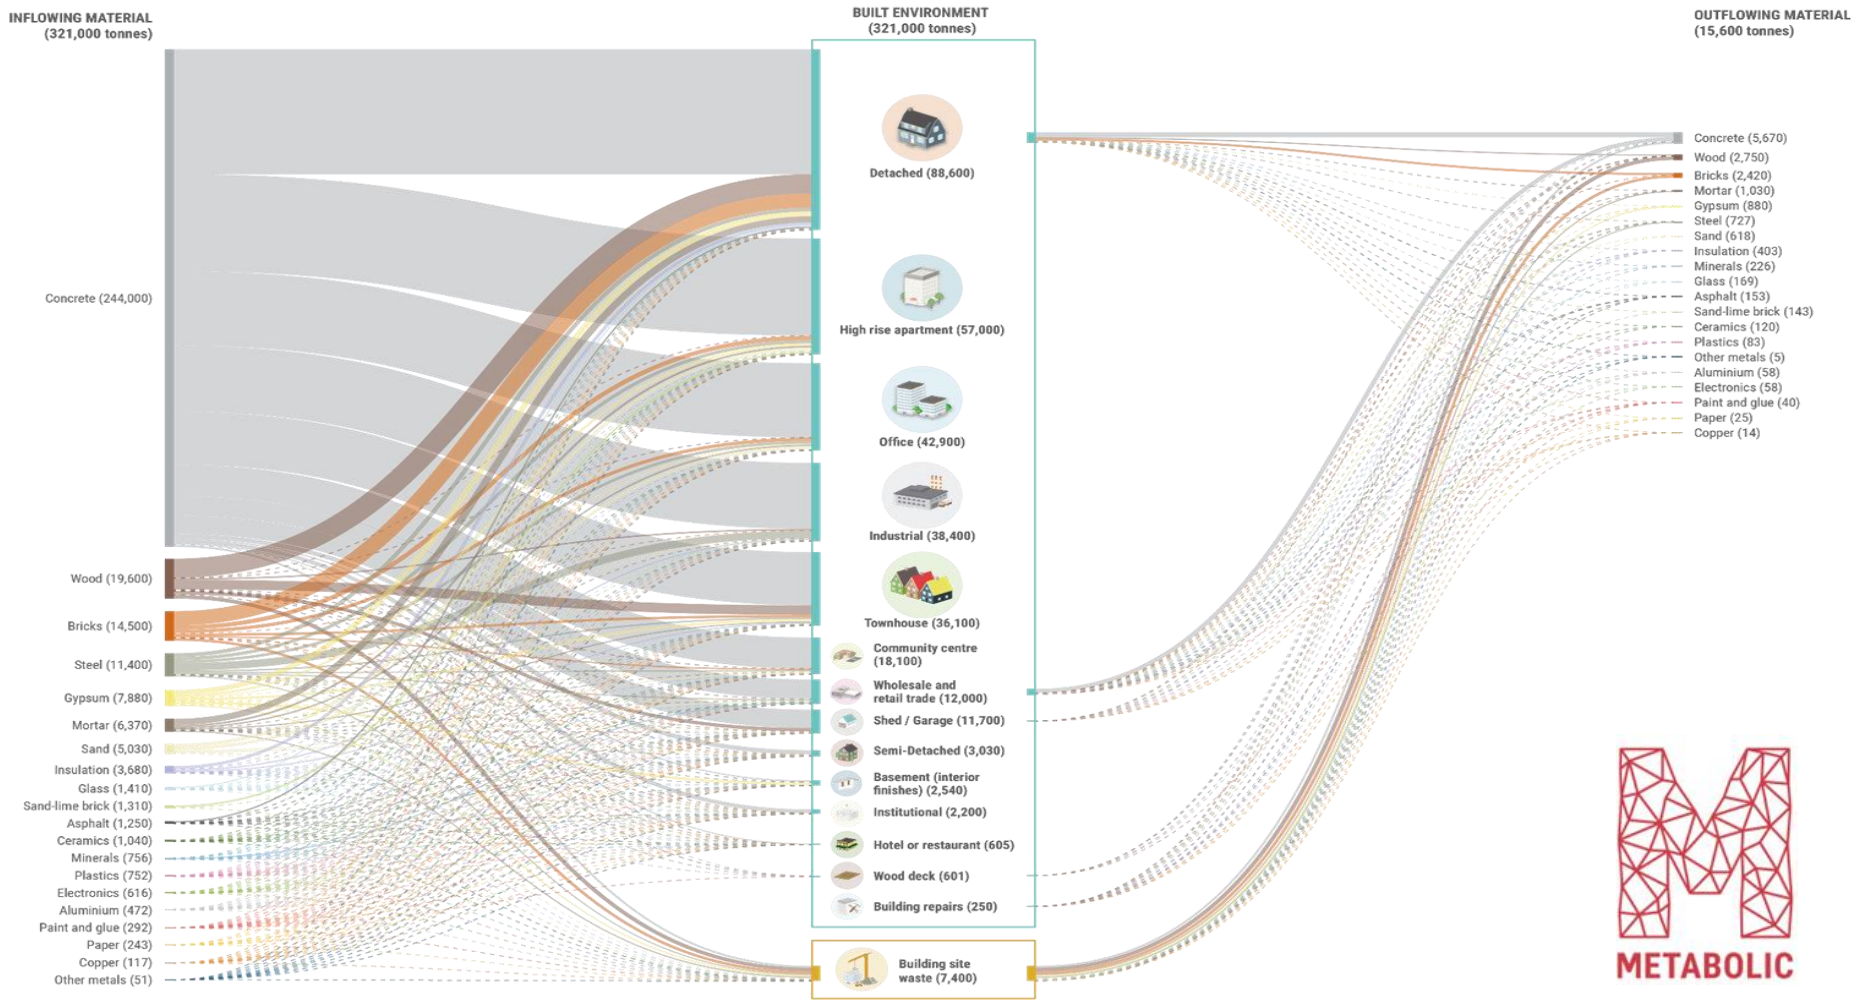 INFLOWING MATERIAL
(321,000 tonnes)
Concrete (244,000)
Wood (19,600)
Bricks (14,500)
Steel (11,400)
Gypsum (7,880)
Mortar (6,370)
Sand (5,030)
Insulation (3,680)
Glass (1,410)
Sand-lime brick (1,310)
Asphalt (1,250)
Ceramics (1,040)
Minerals (756)
Plastics (752)
Electronics (616)
Aluminium (472)
Paint and glue (292)
Paper (243)
Copper (117)
Other metals (51)
BUILT ENVIRONMENT
(321,000 tonnes)
Detached (88,600)
High rise apartment (57,000)
Office (42,900)
Industrial (38,400)
Townhouse (36,100)
Community centre
(18,100)
Wholesale and
retail trade (12,000)
Shed / Garage (11,700)
Semi-Detached (3,030)
Basement (interior
finishes) (2,540)
Institutional (2,200)
Hotel or restaurant (605)
Wood deck (601)
Building repairs (250)
Building site
waste (7,400)
OUTFLOWING MATERIAL
(15,600 tonnes)
Concrete (5,670)
Wood (2,750)
Bricks (2,420)
Mortar (1,030)
Gypsum (880)
Steel (727)
Sand (618)
Insulation (403)
Minerals (226)
Glass (169)
Asphalt (153)
Sand-lime brick (143)
Ceramics (120)
Plastics (83)
Other metals (5)
Aluminium (58)
Electronics (58)
Paint and glue (40)
Paper (25)
Copper (14)
METABOLIC